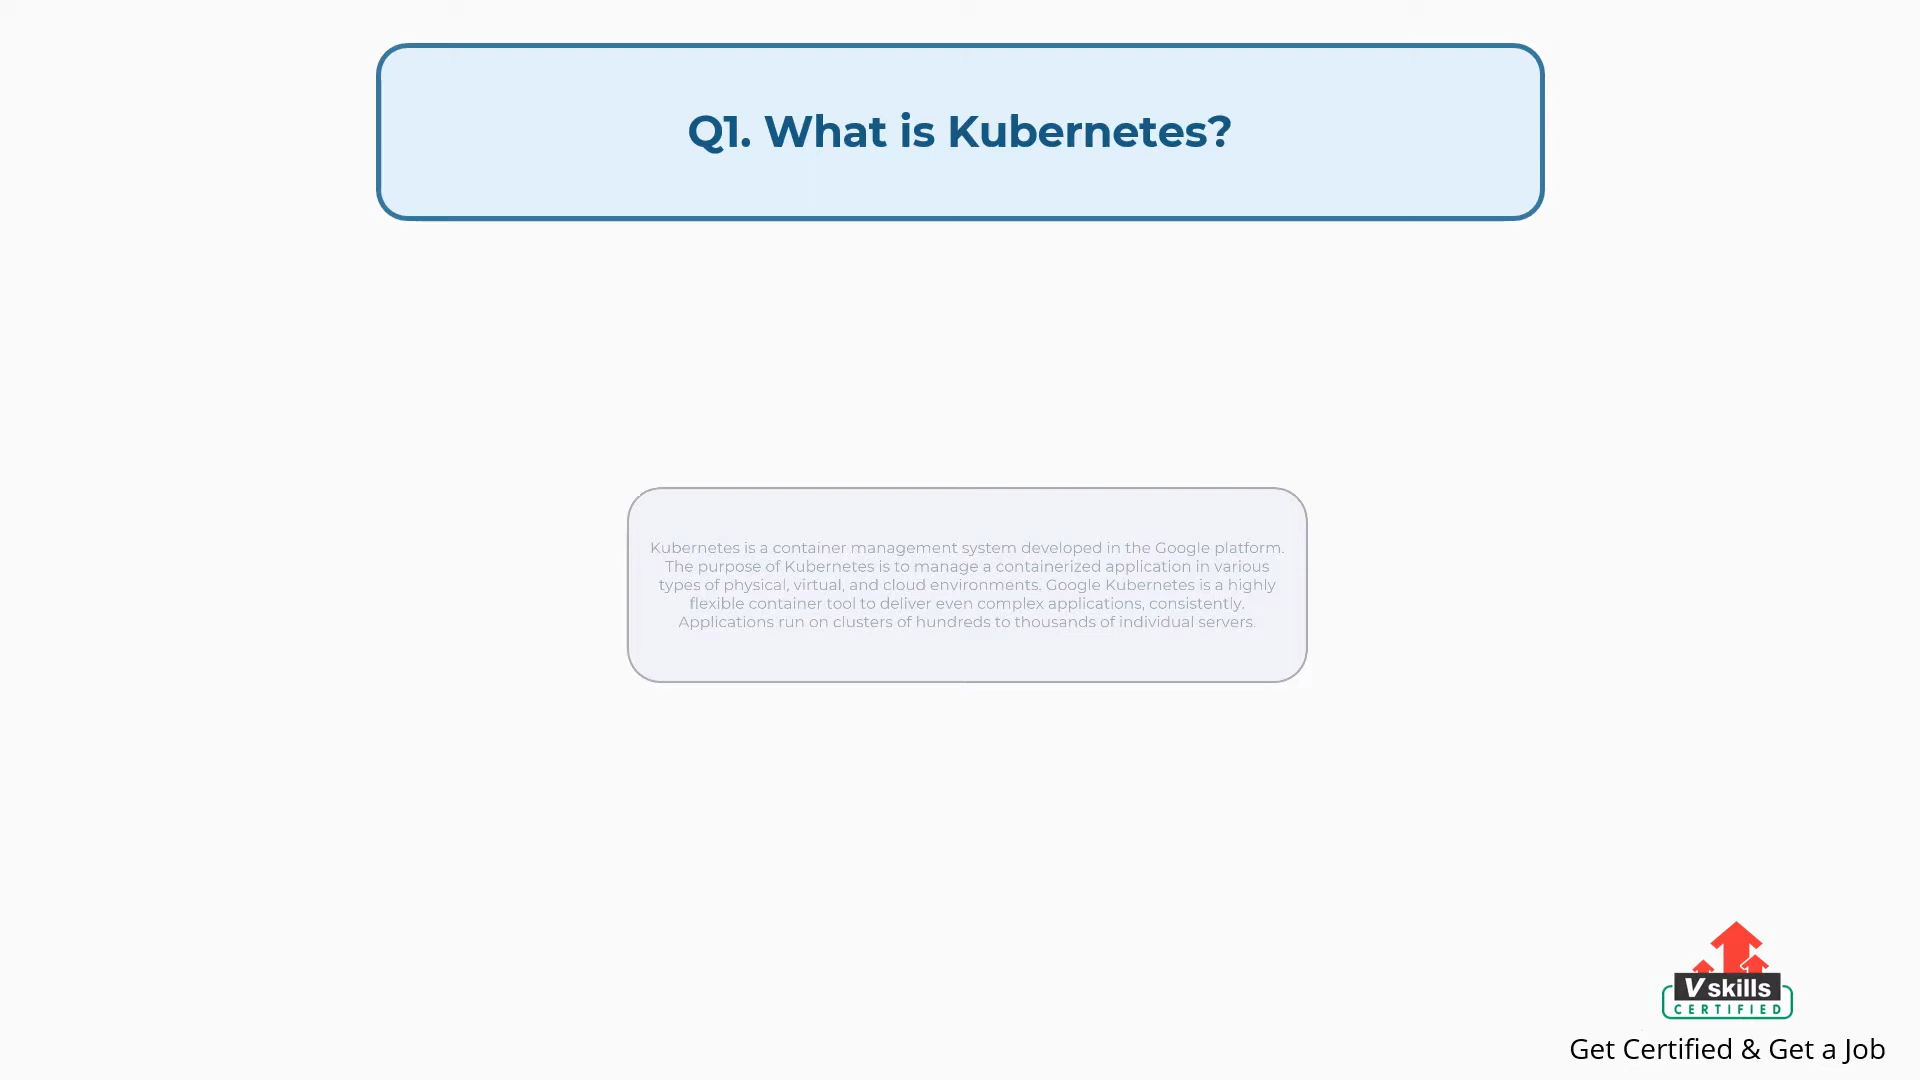 Q1. What is Kubernetes?
Kubernetes is a container management system developed in the Google platform.
The purpose of Kubernetes is to manage a containerized application in various
types of physical, virtual, and cloud environments. Google Kubernetes is a highly
flexible container tool to deliver even complex applications, consistently.
Applications run on clusters of hundreds to thousands of individual servers.
Vskills
CERTIFIED
Get Certified & Get a Job